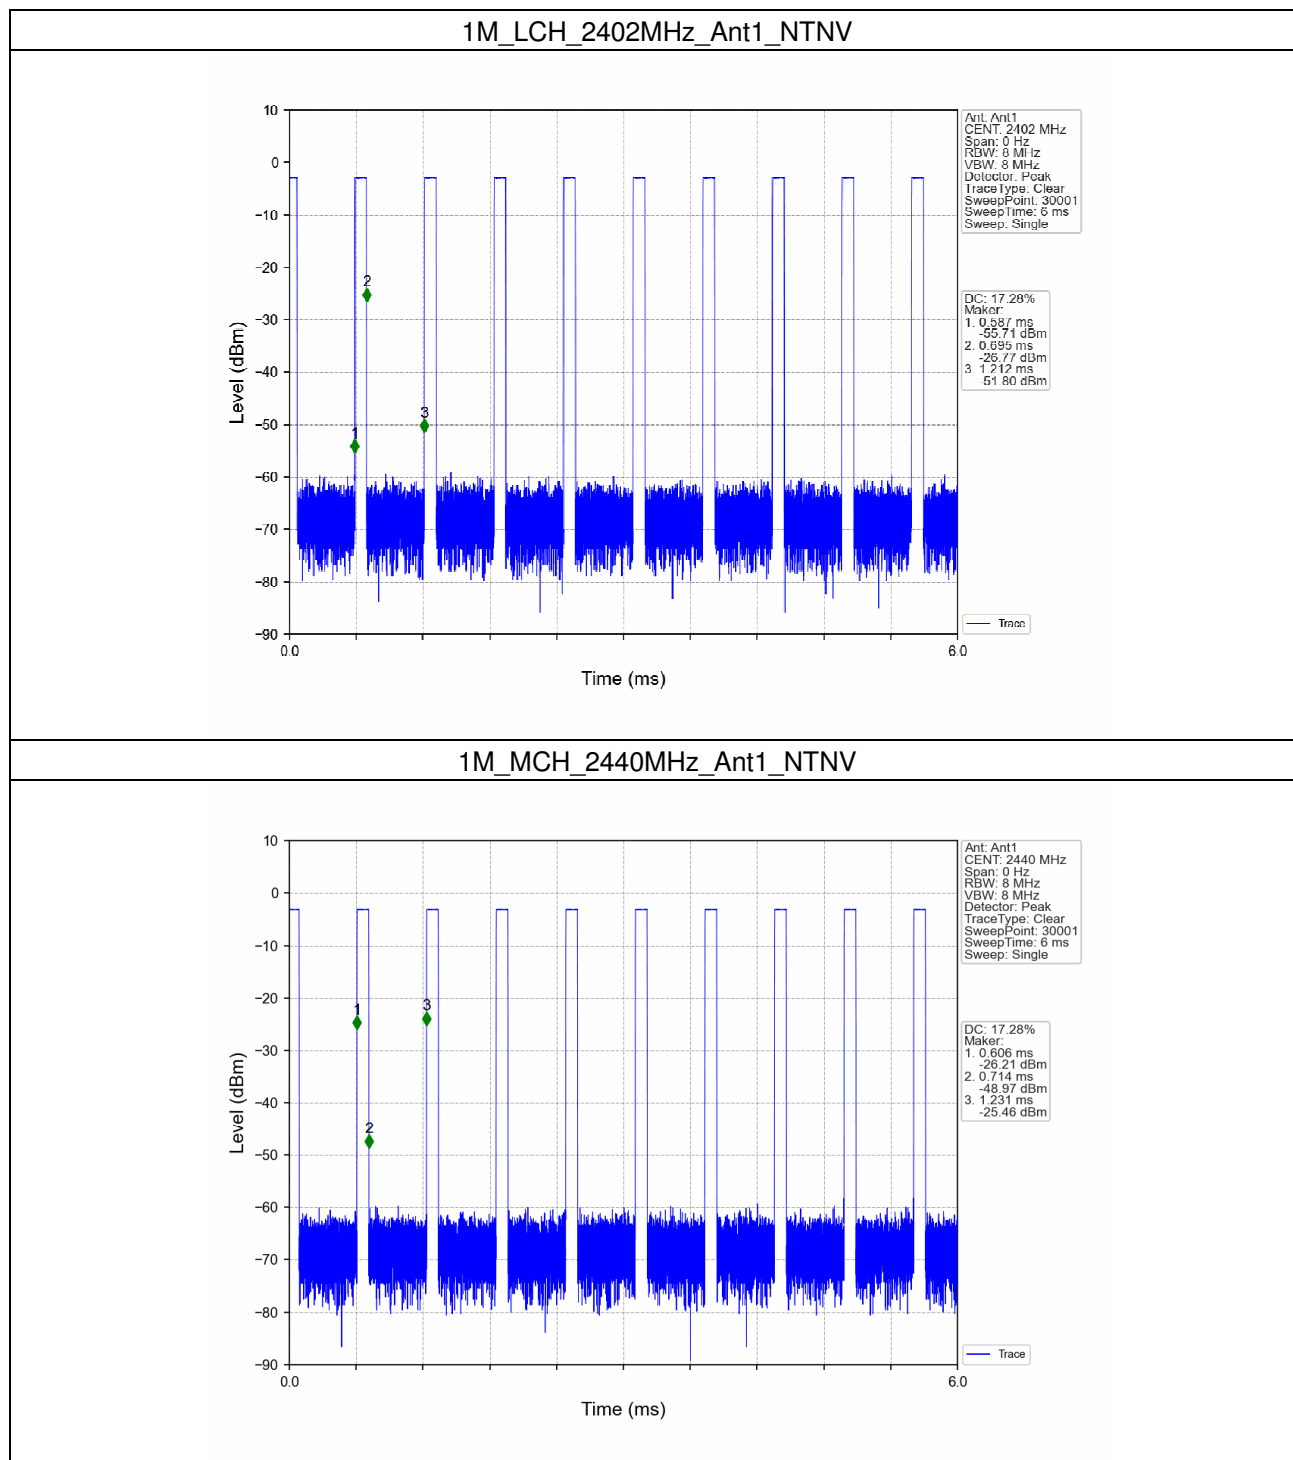 1M_LCH_2402MHz_Ant1_NTNV
10
0
−10
−20
−30
−40
−50
−60
−70
−80
−90
Level (dBm)
1
2
3
0.0
6.0
Time (ms)
Ant: Ant1
CENT: 2402 MHz
Span: 0 Hz
RBW: 8 MHz
VBW: 8 MHz
Detector: Peak
TraceType: Clear
SweepPoint: 30001
SweepTime: 6 ms
Sweep: Single
DC: 17.28%
Maker:
1. 0.587 ms
-55.71 dBm
2. 0.695 ms
-26.77 dBm
3. 1.212 ms
-51.80 dBm
Trace
1M_MCH_2440MHz_Ant1_NTNV
10
0
−10
−20
−30
−40
−50
−60
−70
−80
−90
Level (dBm)
1
2
3
0.0
6.0
Time (ms)
Ant: Ant1
CENT: 2440 MHz
Span: 0 Hz
RBW: 8 MHz
VBW: 8 MHz
Detector: Peak
TraceType: Clear
SweepPoint: 30001
SweepTime: 6 ms
Sweep: Single
DC: 17.28%
Maker:
1. 0.606 ms
-26.21 dBm
2. 0.714 ms
-48.97 dBm
3. 1.231 ms
-25.46 dBm
Trace